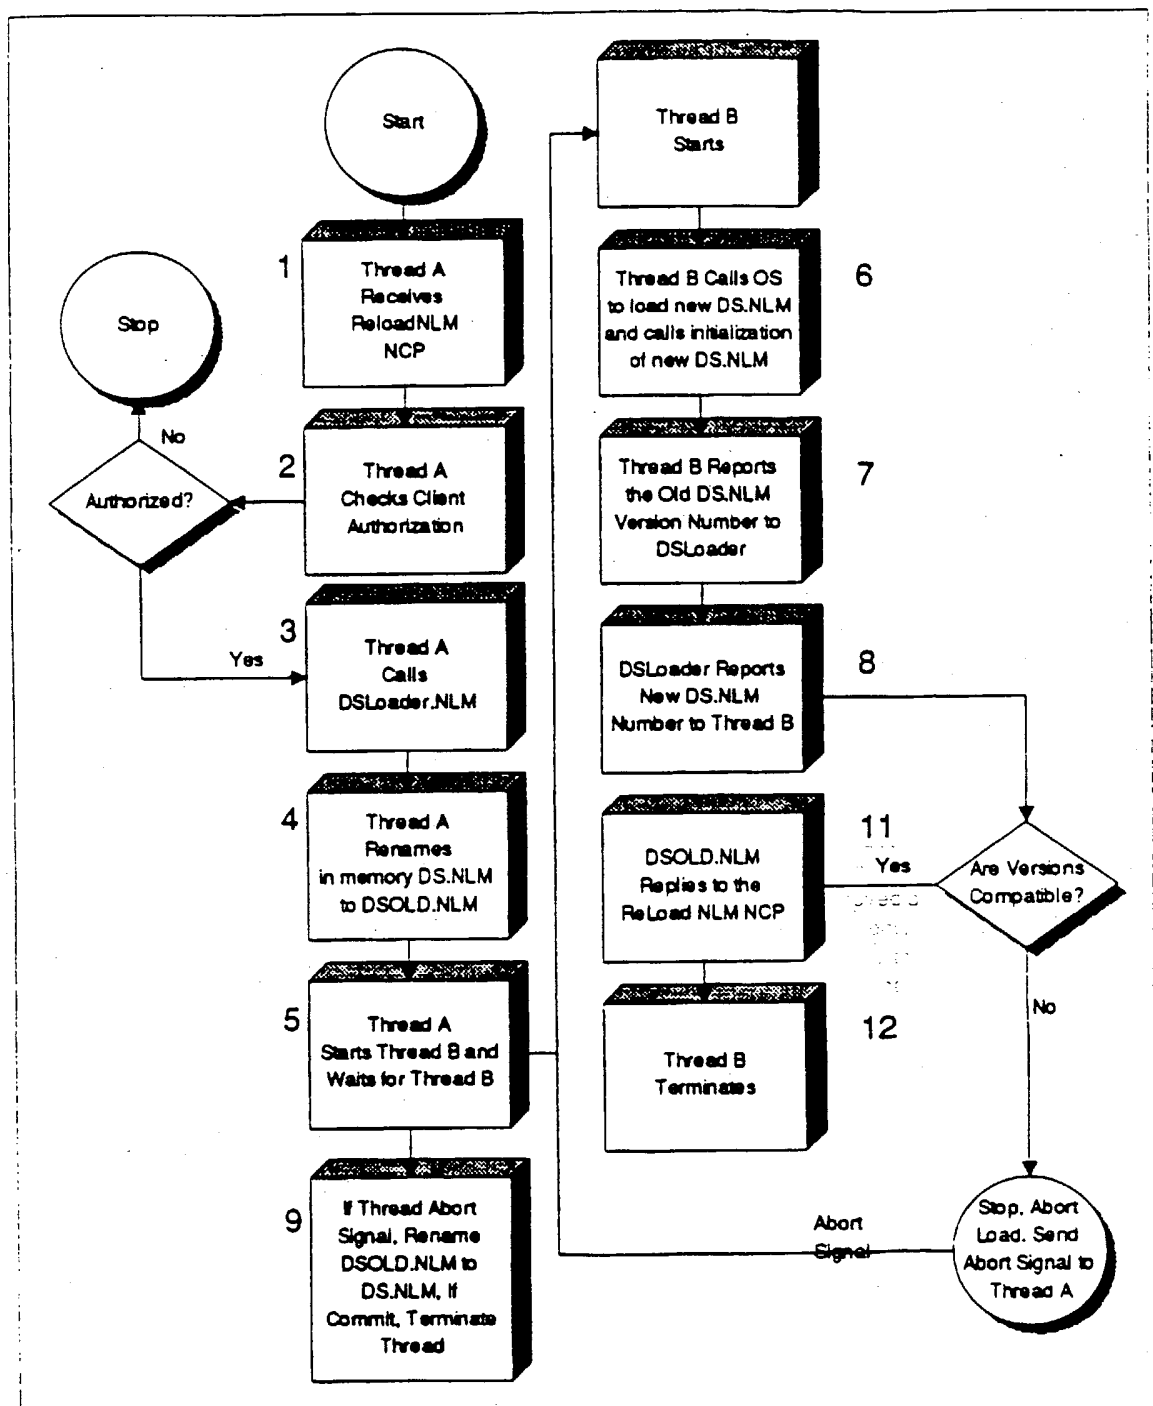 Start
1
Thread A
Receives
ReloadNLM
NCP
Stop
No
Authorized?
Yes
2
Thread A
Checks Client
Authorization
3
Thread A
Calls
DSLoader.NLM
4
Thread A
Renames
in memory DS.NLM
to DSOLD.NLM
5
Thread A
Starts Thread B and
Waits for Thread B
9
If Thread Abort
Signal, Rename
DSOLD.NLM to
DS.NLM, If
Commit, Terminate
Thread
Thread B
Starts
6
Thread B Calls OS
to load new DS.NLM
and calls initialization
of new DS.NLM
7
Thread B Reports
the Old DS.NLM
Version Number to
DSLoader
8
DSLoader Reports
New DS.NLM
Number to Thread B
11
Yes
Are Versions
Compatible?
DSOLD.NLM
Replies to the
ReLoad NLM NCP
No
12
Thread B
Terminates
Abort
Signal
Stop, Abort
Load. Send
Abort Signal to
Thread A